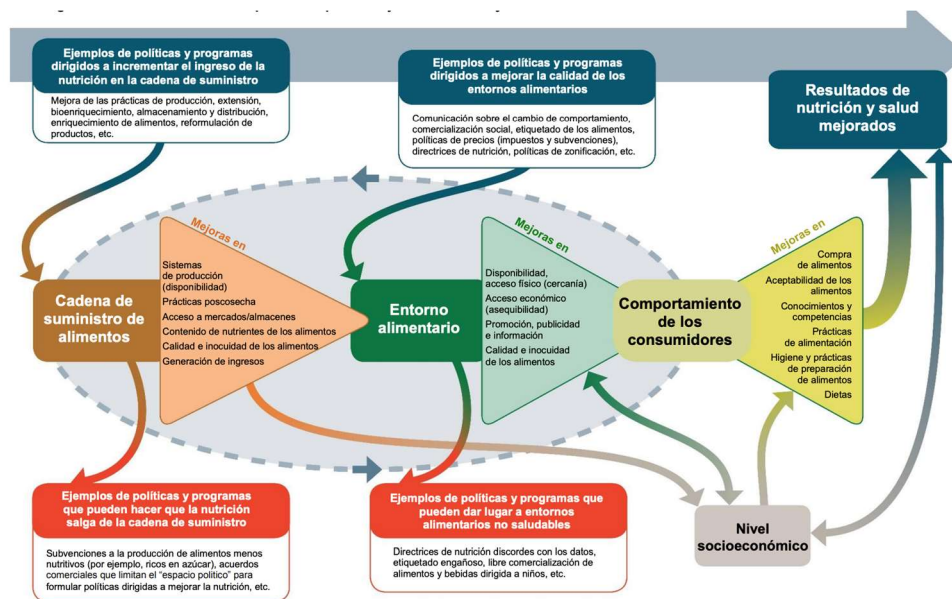 Ejemplos de políticas y programas
dirigidos a incrementar el ingreso de la
nutrición en la cadena de suministro
Mejora de las prácticas de producción, extensión,
bioenriquecimiento, almacenamiento y distribución,
enriquecimiento de alimentos, reformulación de
productos, etc.
Ejemplos de políticas y programas
dirigidos a mejorar la calidad de los
entornos alimentarios
Comunicación sobre el cambio de comportamiento,
comercialización social, etiquetado de los alimentos,
políticas de precios (impuestos y subvenciones),
directrices de nutrición, políticas de zonificación, etc.
Resultados de
nutrición y salud
mejorados
Cadena de
suministro de
alimentos
Mejoras en
Sistemas
de producción
(disponibilidad)
Prácticas poscosecha
Acceso a mercados/almacenes
Contenido de nutrientes de los alimentos
Calidad e inocuidad de los alimentos
Generación de ingresos
Entorno
alimentario
Mejoras en
Disponibilidad,
acceso físico (cercanía)
Acceso económico
(asequibilidad)
Promoción, publicidad
e información
Calidad e inocuidad
de los alimentos
Comportamiento
de los
consumidores
Mejoras en
Compra
de alimentos
Aceptabilidad de los
alimentos
Conocimientos y
competencias
Prácticas
de alimentación
Higiene y prácticas
de preparación
de alimentos
Dietas
Ejemplos de políticas y programas
que pueden hacer que la nutrición
salga de la cadena de suministro
Subvenciones a la producción de alimentos menos
nutritivos (por ejemplo, ricos en azúcar), acuerdos
comerciales que limitan el "espacio politico" para
formular políticas dirigidas a mejorar la nutrición, etc.
Ejemplos de políticas y programas que
pueden dar lugar a entornos
alimentarios no saludables
Directrices de nutrición discordes con los datos,
etiquetado engañoso, libre comercialización de
alimentos y bebidas dirigida a niños, etc.
Nivel
socioeconómico